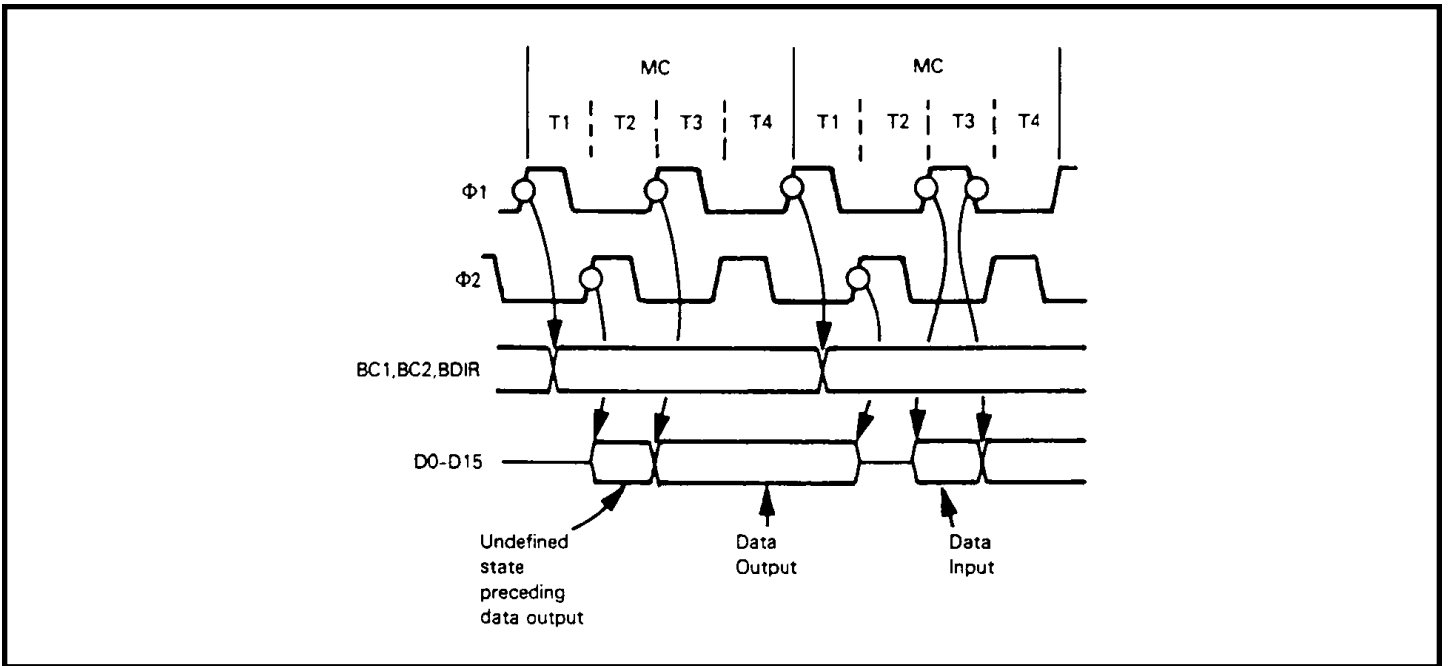 MC MC
T1 T2 T3 T4 T1 T2 T3 T4
Φ1
Φ2
BC1,BC2,BDIR
D0-D15
Undefined
state
preceding
data output
Data
Output
Data
Input